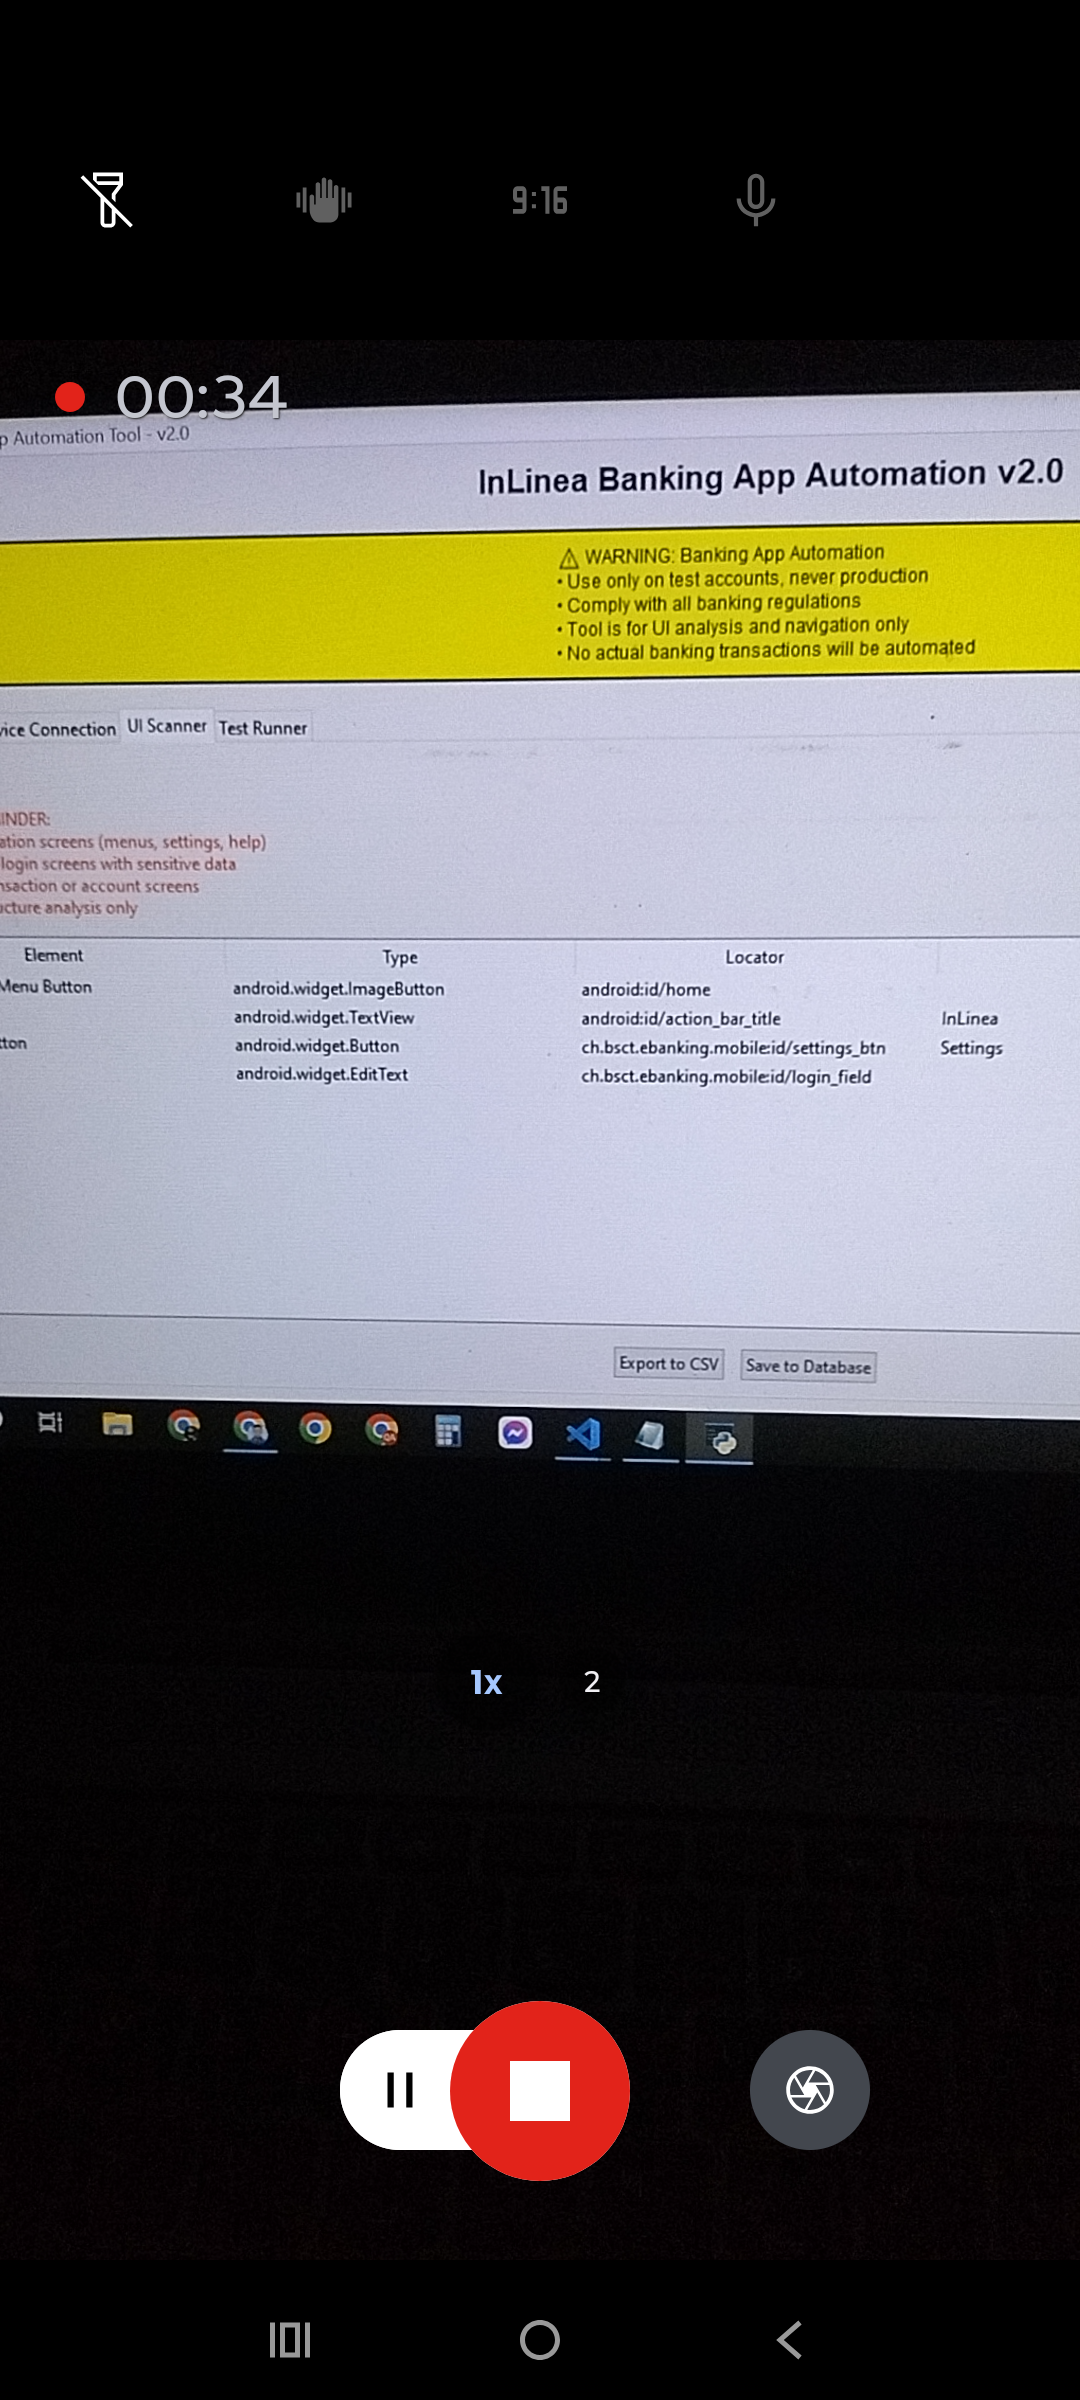 9:16
00:34
p Automation Tool - v2.0
InLinea Banking App Automation v2.0
WARNING: Banking App Automation
• Use only on test accounts, never production
• Comply with all banking regulations
• Tool is for UI analysis and navigation only
• No actual banking transactions will be automated
vice Connection UI Scanner Test Runner
INDER:
ation screens (menus, settings, help)
login screens with sensitive data
nsaction or account screens
ucture analysis only
Element Type Locator
Menu Button android.widget.ImageButton android:id/home
android.widget.TextView android:id/action_bar_title InLinea
tton android.widget.Button ch.bsct.ebanking.mobile:id/settings_btn Settings
android.widget.EditText ch.bsct.ebanking.mobile:id/login_field
Export to CSV Save to Database
1x 2